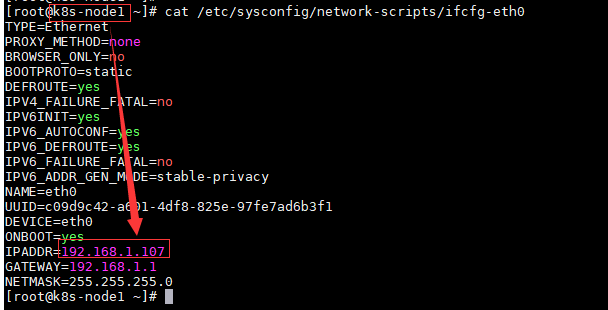 [root@k8s-node1 ~]# cat /etc/sysconfig/network-scripts/ifcfg-eth0
TYPE=Ethernet
PROXY_METHOD=none
BROWSER_ONLY=no
BOOTPROTO=static
DEFROUTE=yes
IPV4_FAILURE_FATAL=no
IPV6INIT=yes
IPV6_AUTOCONF=yes
IPV6_DEFROUTE=yes
IPV6_FAILURE_FATAL=no
IPV6_ADDR_GEN_MODE=stable-privacy
NAME=eth0
UUID=c09d9c42-a601-4df8-825e-97fe7ad6b3f1
DEVICE=eth0
ONBOOT=yes
IPADDR=192.168.1.107
GATEWAY=192.168.1.1
NETMASK=255.255.255.0
[root@k8s-node1 ~]#